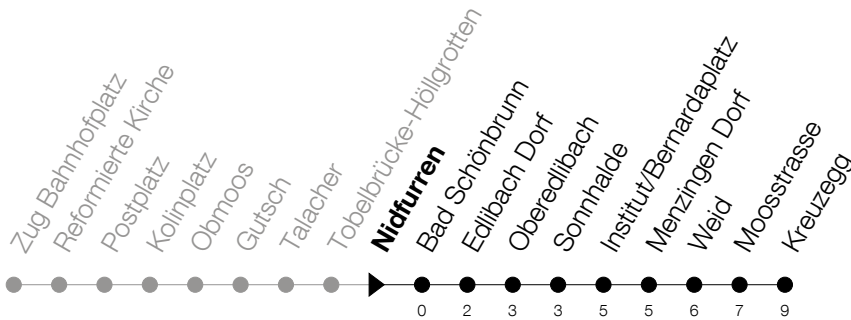 Zug Bahnhofplatz
Reformierte Kirche
Postplatz
Kolinplatz
Obmoos
Gutsch
Talacher
Tobelbrücke-Höllgrotten
Nidfurren
Bad Schönbrunn
Edlibach Dorf
Oberedlibach
Sonnhalde
Institut/Bernardaplatz
Menzingen Dorf
Weid
Moosstrasse
Kreuzegg
0 2 3 3 5 5 6 7 9